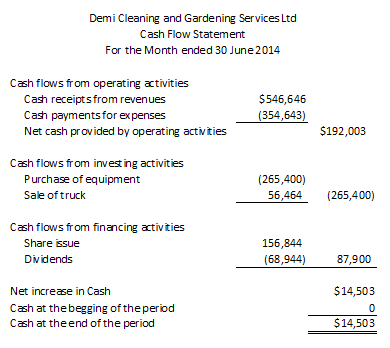 Demi Cleaning and Gardening Services Ltd
Cash Flow Statement
For the Month ended 30 June 2014
Cash flows from operating activities
Cash receipts from revenues $546,646
Cash payments for expenses (354,643)
Net cash provided by operating activities $192,003
Cash flows from investing activities
Purchase of equipment (265,400)
Sale of truck 56,464 (265,400)
Cash flows from financing activities
Share issue 156,844
Dividends (68,944) 87,900
Net increase in Cash $14,503
Cash at the begging of the period 0
Cash at the end of the period $14,503